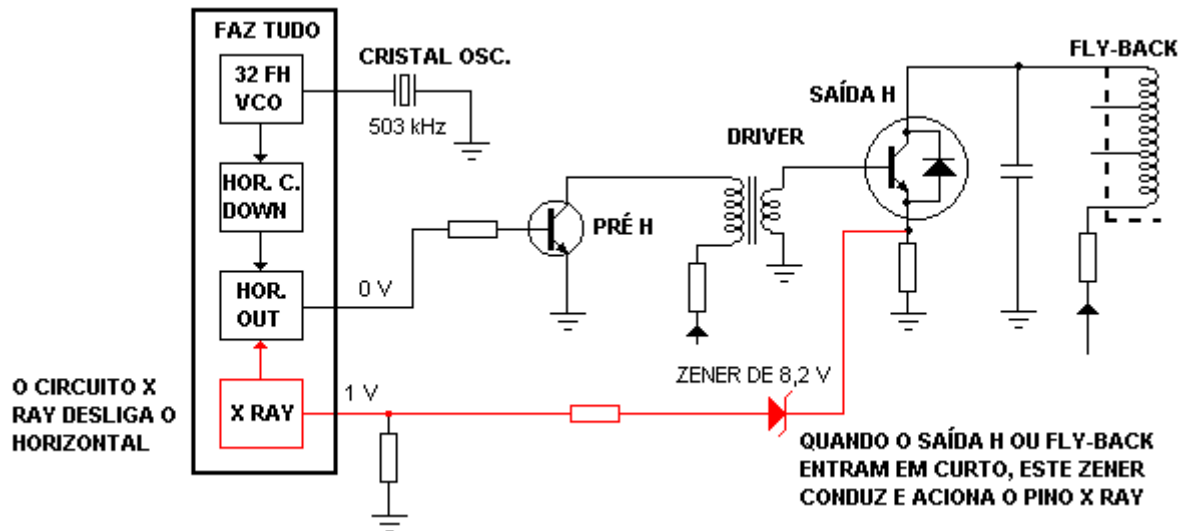 FAZ TUDO
32 FH
VCO
HOR. C.
DOWN
HOR.
OUT
X RAY
CRISTAL OSC.
503 kHz
0 V
1 V
PRÉ H
DRIVER
SAÍDA H
FLY-BACK
ZENER DE 8,2 V
O CIRCUITO X
RAY DESLIGA O
HORIZONTAL
QUANDO O SAÍDA H OU FLY-BACK
ENTRAM EM CURTO, ESTE ZENER
CONDUZ E ACIONA O PINO X RAY